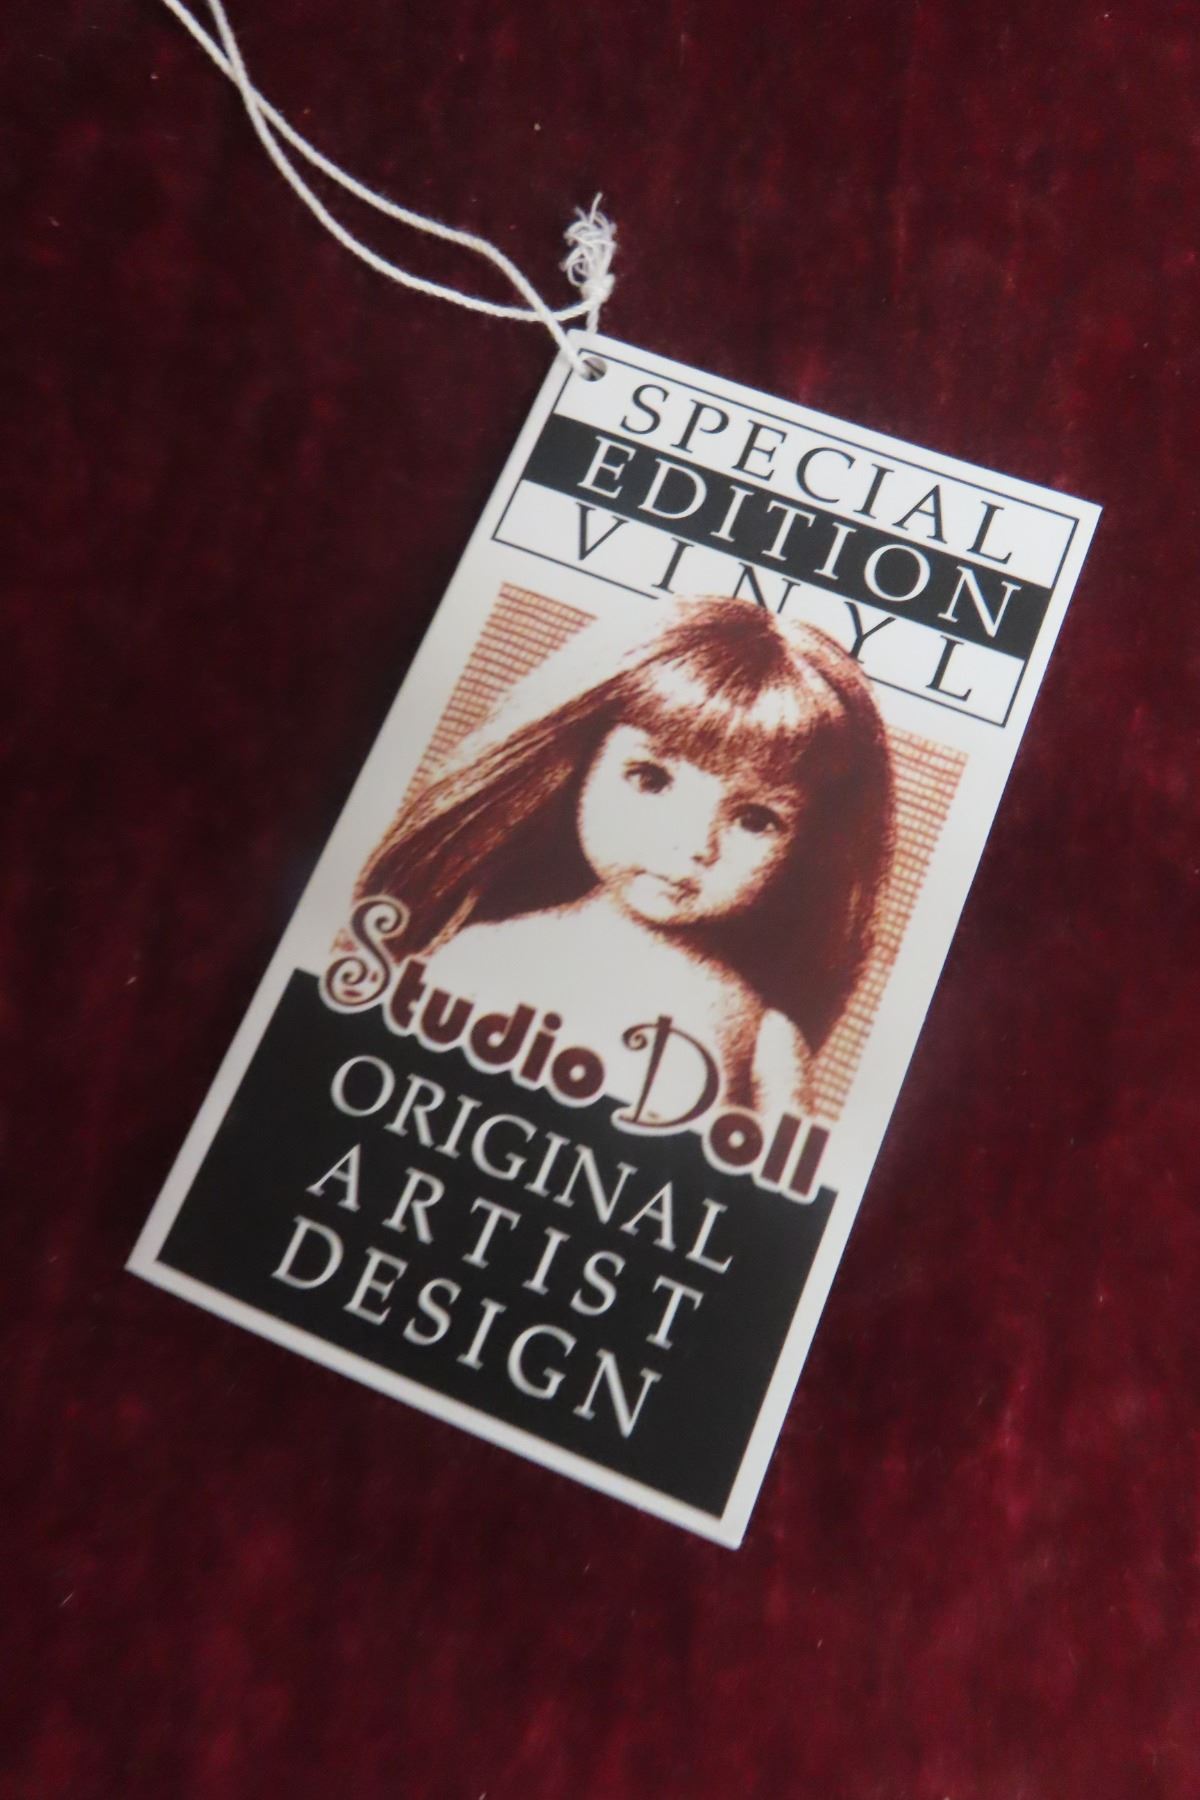 SPECIAL
EDITION
VINYL
Studio Doll
ORIGINAL
ARTIST
DESIGN